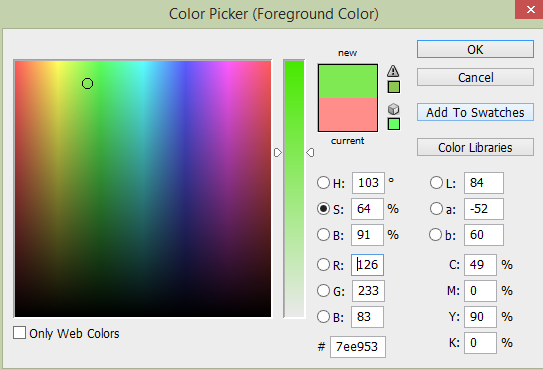 Color Picker (Foreground Color)
new
current
OK
Cancel
Add To Swatches
Color Libraries
H: 103 °
S: 64 %
B: 91 %
R: 126
G: 233
B: 83
# 7ee953
L: 84
a: -52
b: 60
C: 49 %
M: 0 %
Y: 90 %
K: 0 %
Only Web Colors